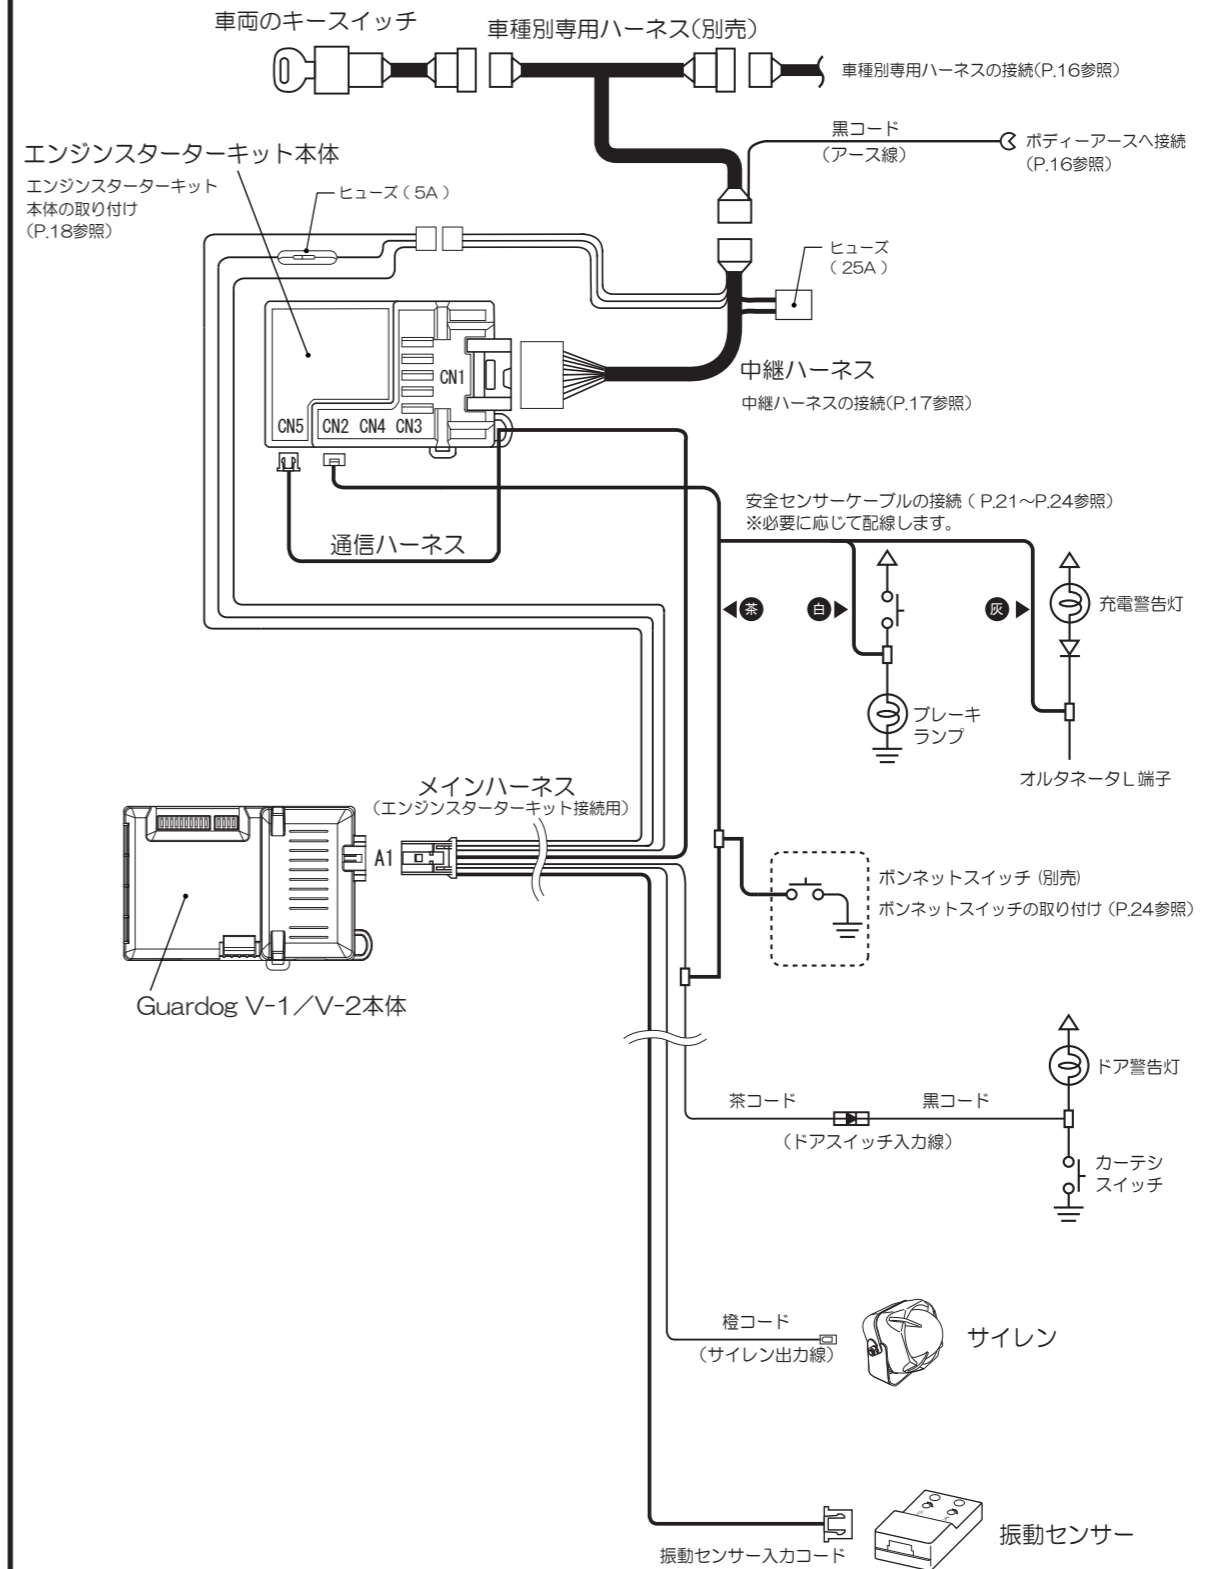 車両のキースイッチ
車種別専用ハーネス(別売)
車種別専用ハーネスの接続(P.16参照)
黒コード
(アース線)
ボディーアースへ接続
(P.16参照)
エンジンスターターキット本体
エンジンスターターキット
本体の取り付け
(P.18参照)
ヒューズ(5A)
ヒューズ
(25A)
CN1
CN5
CN2
CN4
CN3
中継ハーネス
中継ハーネスの接続(P.17参照)
通信ハーネス
安全センサーケーブルの接続(P.21〜P.24参照)
※必要に応じて配線します。
茶
白
灰
充電警告灯
ブレーキ
ランプ
オルタネータL端子
メインハーネス
(エンジンスターターキット接続用)
A1
ボンネットスイッチ(別売)
ボンネットスイッチの取り付け(P.24参照)
Guardog V-1/V-2本体
ドア警告灯
茶コード
黒コード
(ドアスイッチ入力線)
カーテシ
スイッチ
橙コード
(サイレン出力線)
サイレン
振動センサー
振動センサー入力コード